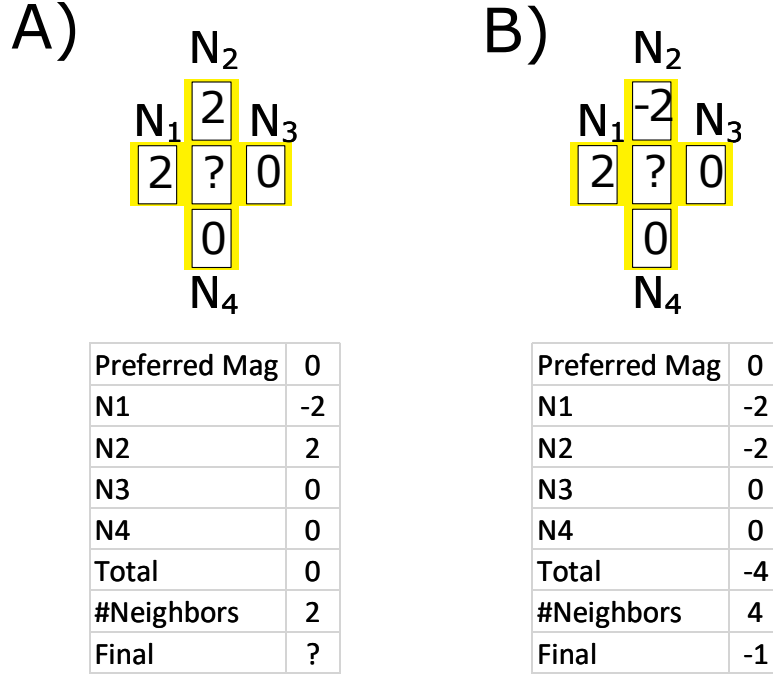 A)
N2
2
N1
N3
2
?
0
0
N4
Preferred Mag 0
N1 -2
N2 2
N3 0
N4 0
Total 0
#Neighbors 2
Final ?
B)
N2
-2
N1
N3
2
?
0
0
N4
Preferred Mag 0
N1 -2
N2 -2
N3 0
N4 0
Total -4
#Neighbors 4
Final -1